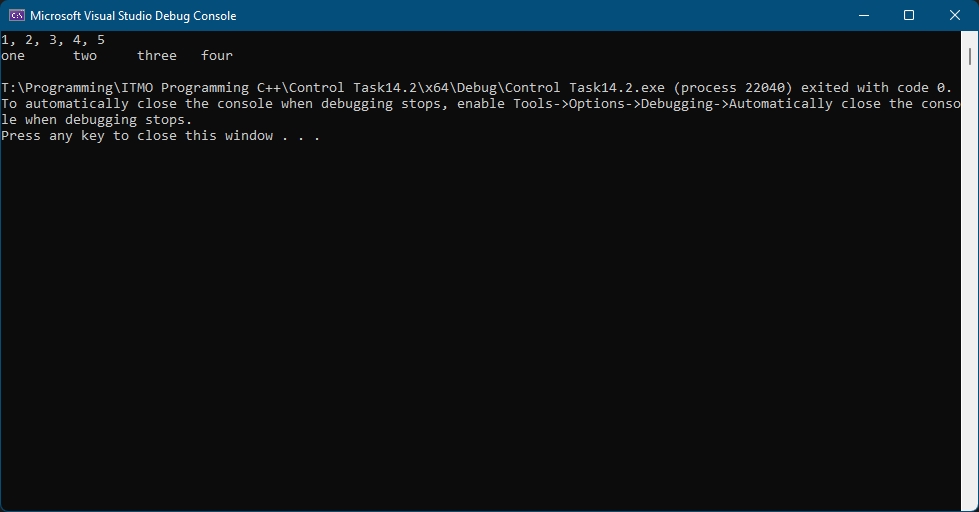 Microsoft Visual Studio Debug Console
1, 2, 3, 4, 5
one      two     three   four
T:\Programming\ITMO Programming C++\Control Task14.2\x64\Debug\Control Task14.2.exe (process 22040) exited with code 0.
To automatically close the console when debugging stops, enable Tools->Options->Debugging->Automatically close the conso
le when debugging stops.
Press any key to close this window . . .